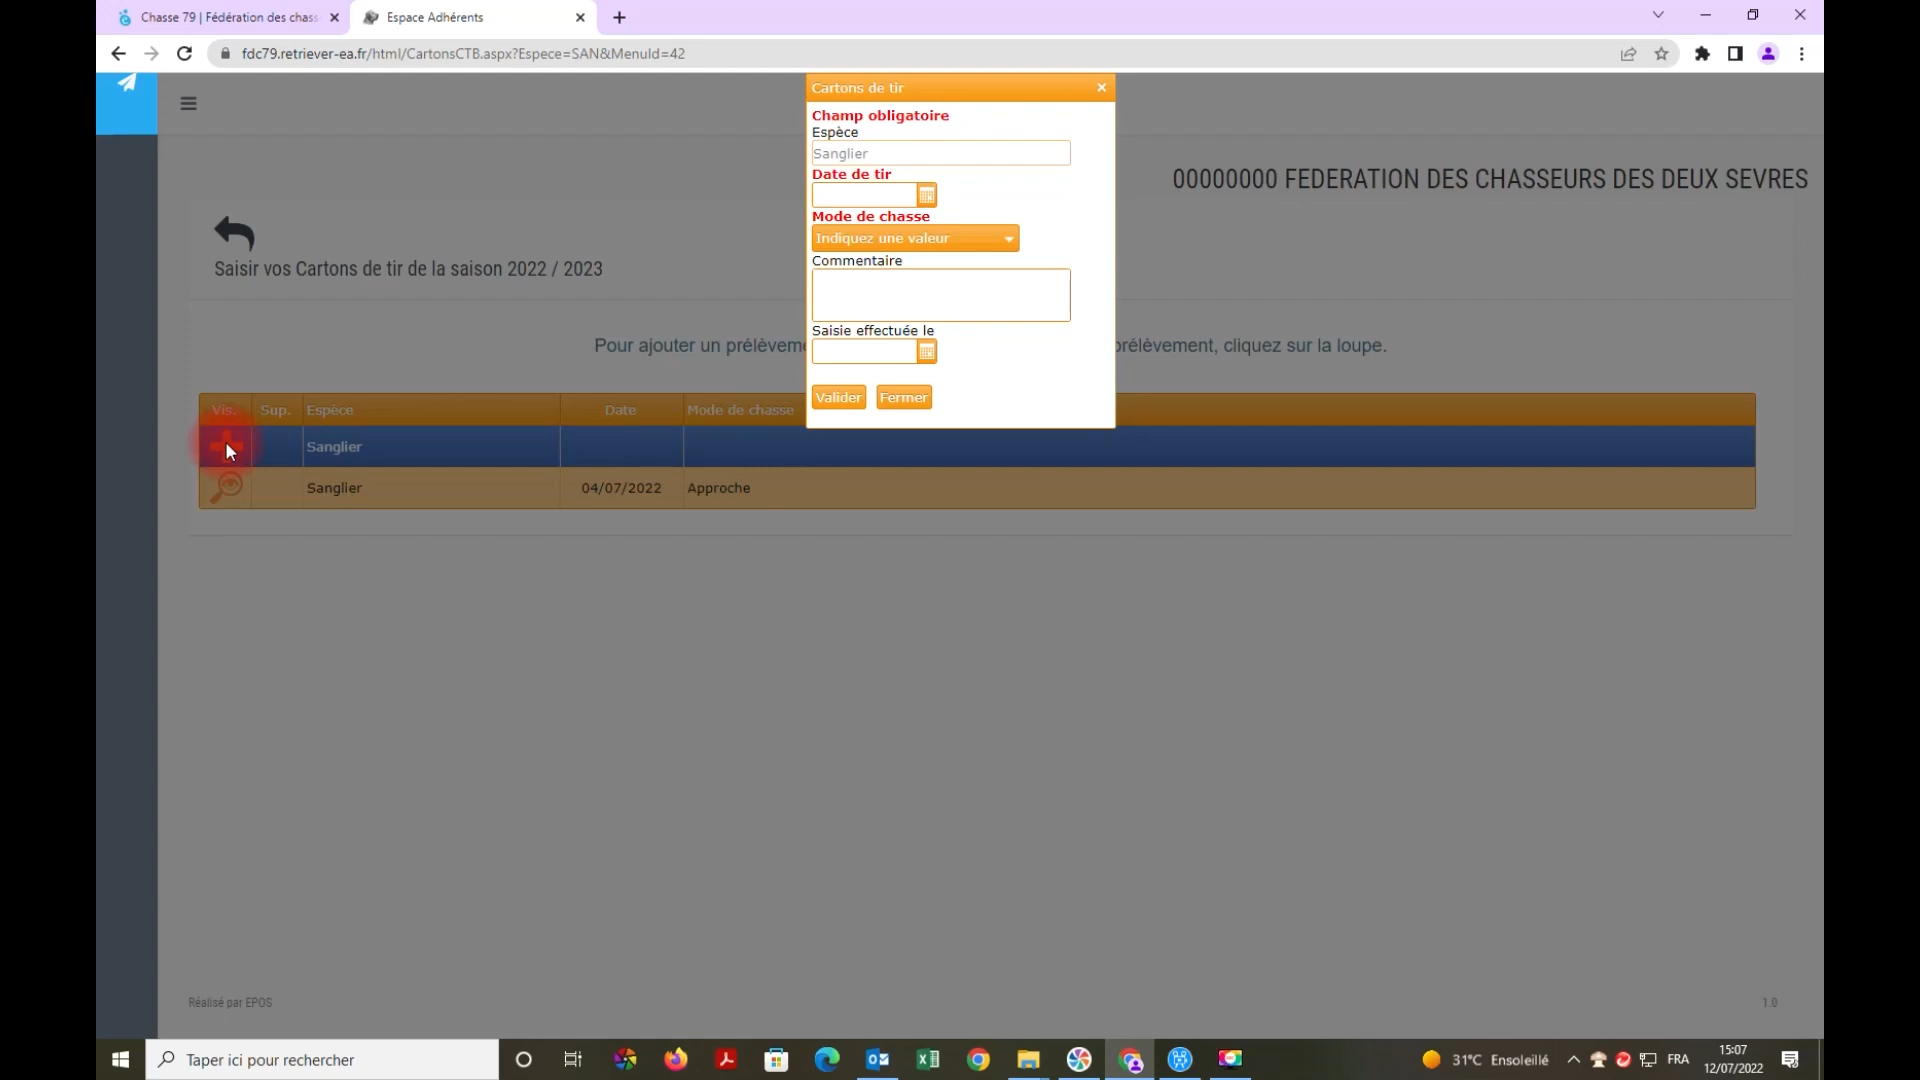 Chasse 79 | Fédération des chass
Espace Adhérents
fdc79.retriever-ea.fr/html/CartonsCTB.aspx?Espece=SAN&MenuId=42
Cartons de tir
Champ obligatoire
Espèce
Sanglier
Date de tir
00000000 FEDERATION DES CHASSEURS DES DEUX SEVRES
Mode de chasse
Indiquez une valeur
Commentaire
Saisir vos Cartons de tir de la saison 2022 / 2023
Saisie effectuée le
Pour ajouter un prélèveme
prélèvement, cliquez sur la loupe.
Valider Fermer
Vis. Sup. Espèce Date Mode de chasse
Sanglier
Sanglier 04/07/2022 Approche
Réalisé par EPOS
1.0
Taper ici pour rechercher
31°C Ensoleillé
FRA
15:07
12/07/2022